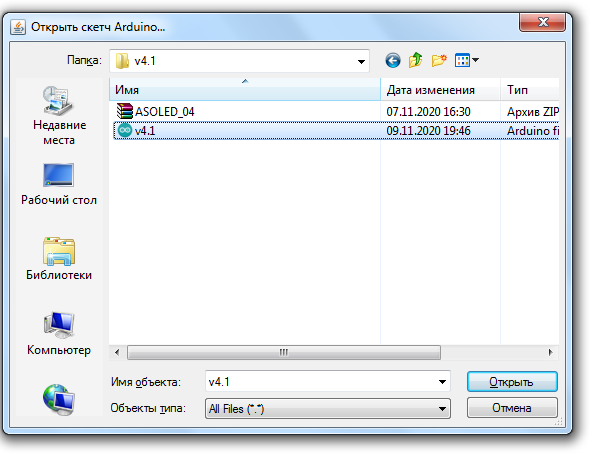 Открыть скетч Arduino...
Папка:
v4.1
Имя
Дата изменения
Тип
ASOLED_04
07.11.2020 16:30
Архив ZIP
v4.1
09.11.2020 19:46
Arduino fi
Недавние
места
Рабочий стол
Библиотеки
Компьютер
Имя объекта:
v4.1
Открыть
Объекты типа:
All Files (*.*)
Отмена